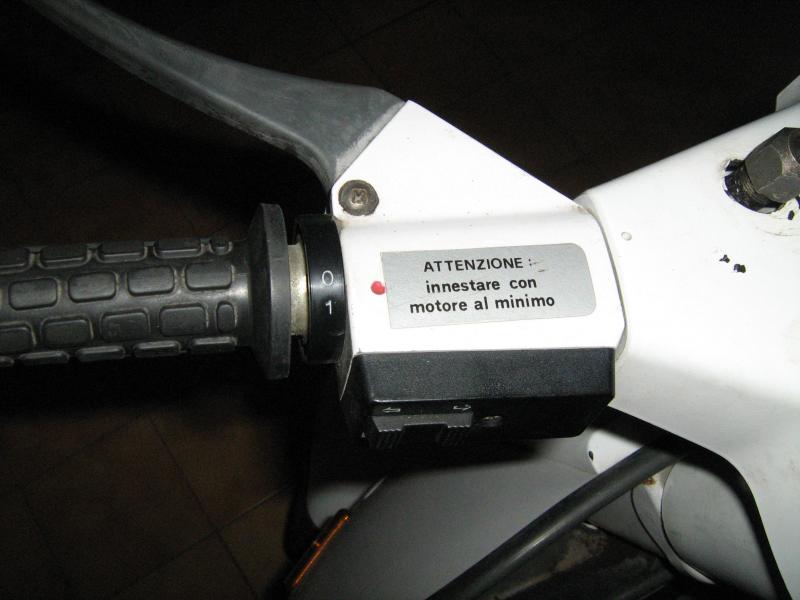 0
1
ATTENZIONE :
innestare con
motore al minimo